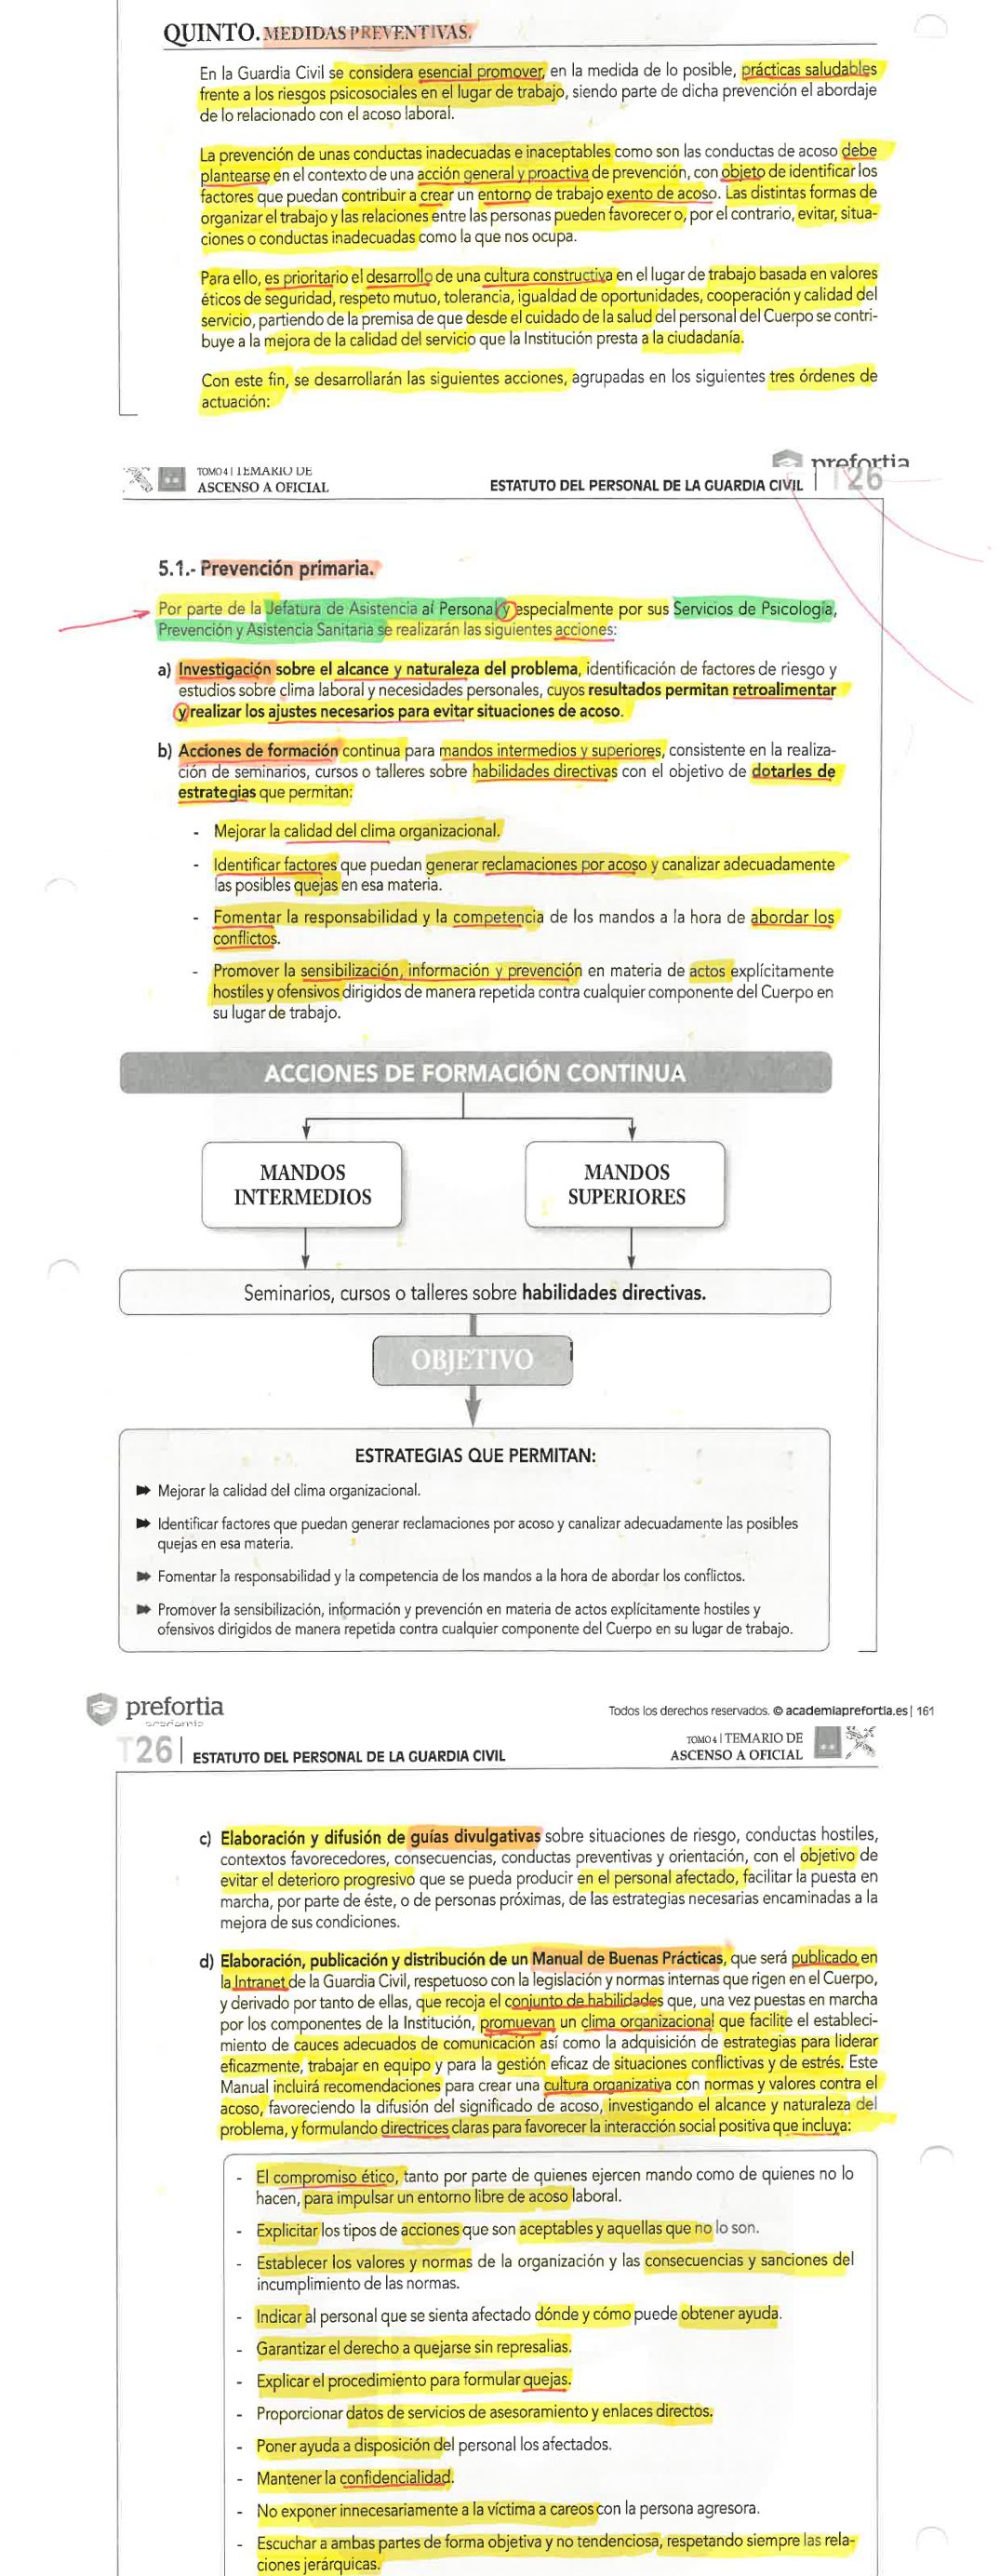 QUINTO. MEDIDAS PREVENTIVAS.
En la Guardia Civil se considera esencial promover, en la medida de lo posible, prácticas saludables
frente a los riesgos psicosociales en el lugar de trabajo, siendo parte de dicha prevención el abordaje
de lo relacionado con el acoso laboral.
La prevención de unas conductas inadecuadas e inaceptables como son las conductas de acoso debe
plantearse en el contexto de una acción general y proactiva de prevención, con objeto de identificar los
factores que puedan contribuir a crear un entorno de trabajo exento de acoso. Las distintas formas de
organizar el trabajo y las relaciones entre las personas pueden favorecer o, por el contrario, evitar, situa-
ciones o conductas inadecuadas como la que nos ocupa.
Para ello, es prioritario el desarrollo de una cultura constructiva en el lugar de trabajo basada en valores
éticos de seguridad, respeto mutuo, tolerancia, igualdad de oportunidades, cooperación y calidad del
servicio, partiendo de la premisa de que desde el cuidado de la salud del personal del Cuerpo se contri-
buye a la mejora de la calidad del servicio que la Institución presta a la ciudadanía.
Con este fin, se desarrollarán las siguientes acciones, agrupadas en los siguientes tres órdenes de
actuación:
prefortia
TOMO 4 | TEMARIO DE
ASCENSO A OFICIAL
ESTATUTO DEL PERSONAL DE LA GUARDIA CIVIL | T26
5.1.- Prevención primaria.
Por parte de la Jefatura de Asistencia al Personal y especialmente por sus Servicios de Psicología,
Prevención y Asistencia Sanitaria se realizarán las siguientes acciones:
a) Investigación sobre el alcance y naturaleza del problema, identificación de factores de riesgo y
estudios sobre clima laboral y necesidades personales, cuyos resultados permitan retroalimentar
y realizar los ajustes necesarios para evitar situaciones de acoso.
b) Acciones de formación continua para mandos intermedios y superiores, consistente en la realiza-
ción de seminarios, cursos o talleres sobre habilidades directivas con el objetivo de dotarles de
estrategias que permitan:
- Mejorar la calidad del clima organizacional.
- Identificar factores que puedan generar reclamaciones por acoso y canalizar adecuadamente
las posibles quejas en esa materia.
- Fomentar la responsabilidad y la competencia de los mandos a la hora de abordar los
conflictos.
- Promover la sensibilización, información y prevención en materia de actos explícitamente
hostiles y ofensivos dirigidos de manera repetida contra cualquier componente del Cuerpo en
su lugar de trabajo.
ACCIONES DE FORMACIÓN CONTINUA
MANDOS
INTERMEDIOS
MANDOS
SUPERIORES
Seminarios, cursos o talleres sobre habilidades directivas.
OBJETIVO
ESTRATEGIAS QUE PERMITAN:
Mejorar la calidad del clima organizacional.
Identificar factores que puedan generar reclamaciones por acoso y canalizar adecuadamente las posibles
quejas en esa materia.
Fomentar la responsabilidad y la competencia de los mandos a la hora de abordar los conflictos.
Promover la sensibilización, información y prevención en materia de actos explícitamente hostiles y
ofensivos dirigidos de manera repetida contra cualquier componente del Cuerpo en su lugar de trabajo.
prefortia
academia
Todos los derechos reservados. © academiaprefortia.es | 161
T26 | ESTATUTO DEL PERSONAL DE LA GUARDIA CIVIL
TOMO 4 | TEMARIO DE
ASCENSO A OFICIAL
c) Elaboración y difusión de guías divulgativas sobre situaciones de riesgo, conductas hostiles,
contextos favorecedores, consecuencias, conductas preventivas y orientación, con el objetivo de
evitar el deterioro progresivo que se pueda producir en el personal afectado, facilitar la puesta en
marcha, por parte de éste, o de personas próximas, de las estrategias necesarias encaminadas a la
mejora de sus condiciones.
d) Elaboración, publicación y distribución de un Manual de Buenas Prácticas, que será publicado en
la Intranet de la Guardia Civil, respetuoso con la legislación y normas internas que rigen en el Cuerpo,
y derivado por tanto de ellas, que recoja el conjunto de habilidades que, una vez puestas en marcha
por los componentes de la Institución, promuevan un clima organizacional que facilite el estableci-
miento de cauces adecuados de comunicación así como la adquisición de estrategias para liderar
eficazmente, trabajar en equipo y para la gestión eficaz de situaciones conflictivas y de estrés. Este
Manual incluirá recomendaciones para crear una cultura organizativa con normas y valores contra el
acoso, favoreciendo la difusión del significado de acoso, investigando el alcance y naturaleza del
problema, y formulando directrices claras para favorecer la interacción social positiva que incluya:
- El compromiso ético, tanto por parte de quienes ejercen mando como de quienes no lo
hacen, para impulsar un entorno libre de acoso laboral.
- Explicitar los tipos de acciones que son aceptables y aquellas que no lo son.
- Establecer los valores y normas de la organización y las consecuencias y sanciones del
incumplimiento de las normas.
- Indicar al personal que se sienta afectado dónde y cómo puede obtener ayuda.
- Garantizar el derecho a quejarse sin represalias.
- Explicar el procedimiento para formular quejas.
- Proporcionar datos de servicios de asesoramiento y enlaces directos.
- Poner ayuda a disposición del personal los afectados.
- Mantener la confidencialidad.
- No exponer innecesariamente a la víctima a careos con la persona agresora.
- Escuchar a ambas partes de forma objetiva y no tendenciosa, respetando siempre las rela-
ciones jerárquicas.